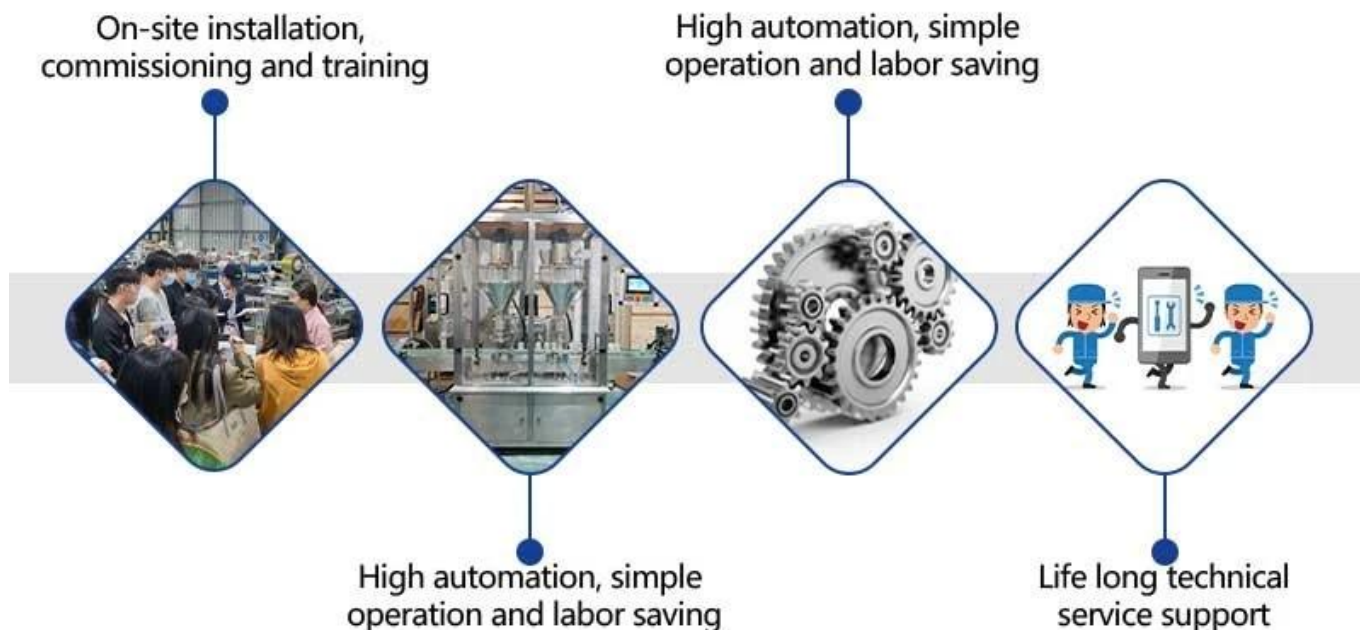 On-site installation,
commissioning and training
High automation, simple
operation and labor saving
High automation, simple
operation and labor saving
Life long technical
service support